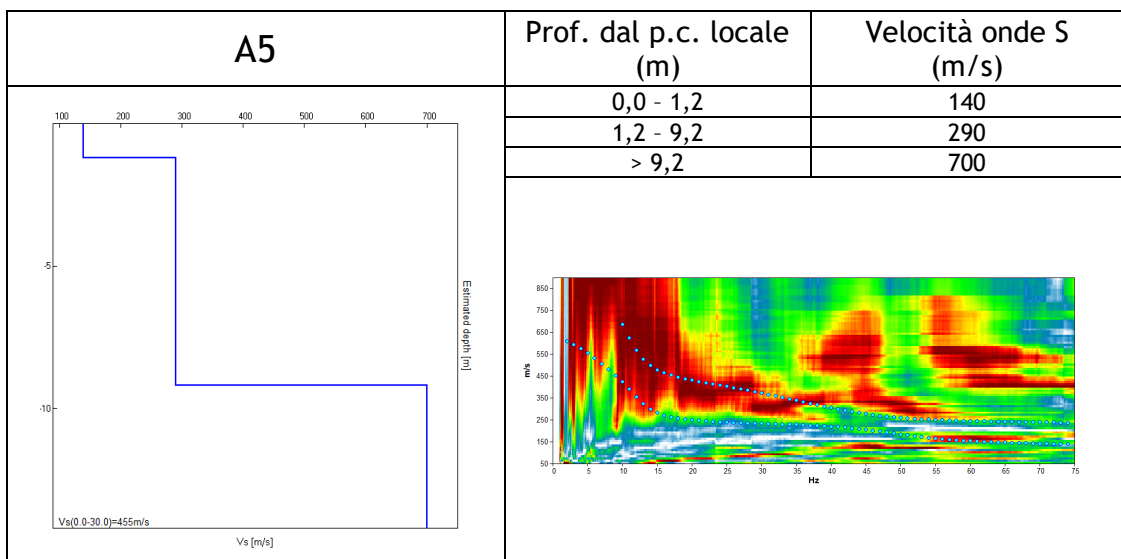 A5
Prof. dal p.c. locale
(m)
Velocità onde S
(m/s)
0,0 – 1,2 140
1,2 – 9,2 290
> 9,2 700
100 200 300 400 500 600 700
-5
-10
Estimated depth [m]
Vs(0.0-30.0)=455m/s
Vs [m/s]
850
750
650
550
450
350
250
150
50
m/s
0 5 10 15 20 25 30 35 40 45 50 55 60 65 70 75
Hz